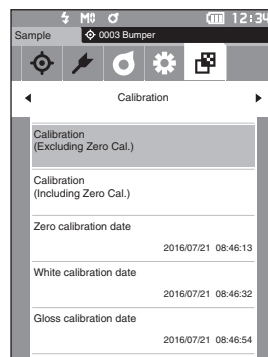 M 12:34
Sample 0003 Bumper
Calibration
Calibration
(Excluding Zero Cal.)
Calibration
(Including Zero Cal.)
Zero calibration date
2016/07/21 08:46:13
White calibration date
2016/07/21 08:46:32
Gloss calibration date
2016/07/21 08:46:54